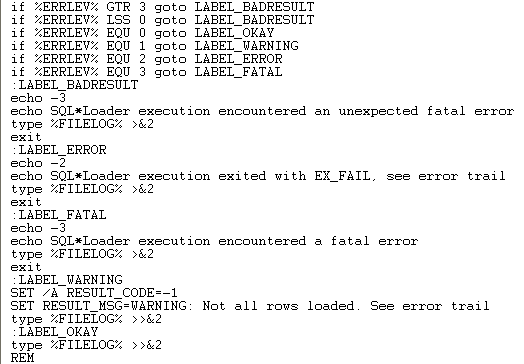 if %ERRLEV% GTR 3 goto LABEL_BADRESULT
if %ERRLEV% LSS 0 goto LABEL_BADRESULT
if %ERRLEV% EQU 0 goto LABEL_OKAY
if %ERRLEV% EQU 1 goto LABEL_WARNING
if %ERRLEV% EQU 2 goto LABEL_ERROR
if %ERRLEV% EQU 3 goto LABEL_FATAL
:LABEL_BADRESULT
echo -3
echo SQL*Loader execution encountered an unexpected fatal error
type %FILELOG% >&2
exit
:LABEL_ERROR
echo -2
echo SQL*Loader execution exited with EX_FAIL, see error trail
type %FILELOG% >&2
exit
:LABEL_FATAL
echo -3
echo SQL*Loader execution encountered a fatal error
type %FILELOG% >&2
exit
:LABEL_WARNING
SET /A RESULT_CODE=-1
SET RESULT_MSG=WARNING: Not all rows loaded. See error trail
type %FILELOG% >>&2
:LABEL_OKAY
type %FILELOG% >>&2
REM